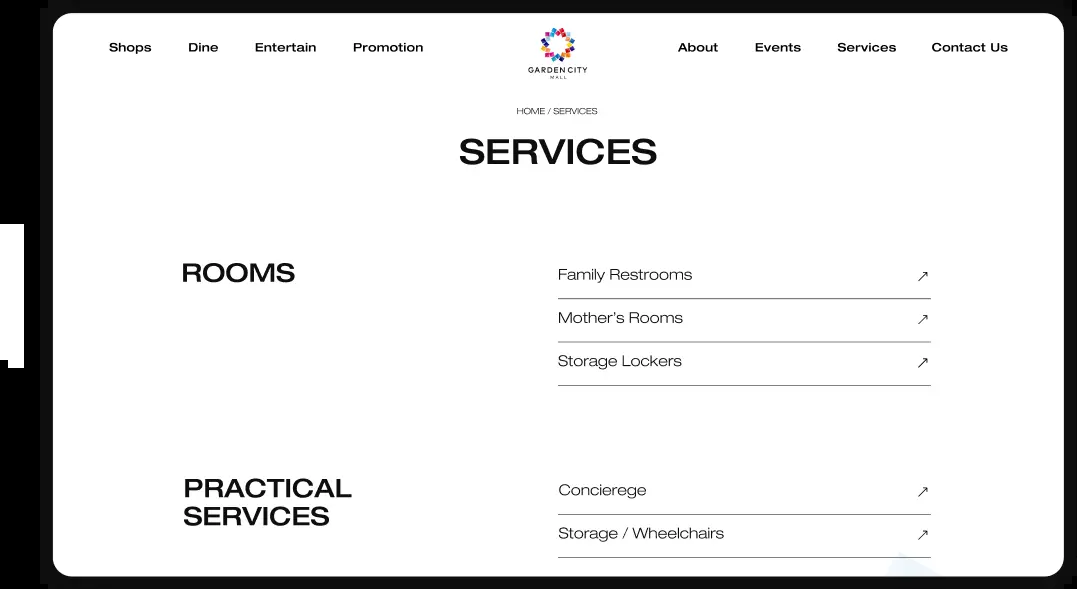 Shops Dine Entertain Promotion
GARDEN CITY
MALL
About Events Services Contact Us
HOME / SERVICES
SERVICES
ROOMS
Family Restrooms
Mother's Rooms
Storage Lockers
PRACTICAL
SERVICES
Concierege
Storage / Wheelchairs